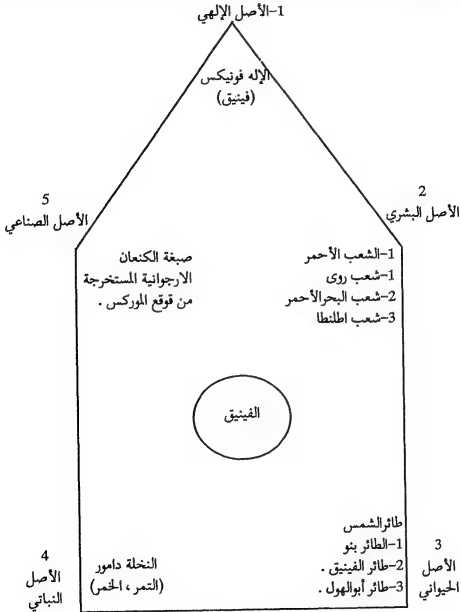 1-الأصل الإلهي
الإله فونيكس
(فينيق)
2
الأصل البشري
5
الأصل الصناعي
1-الشعب الأحمر
1-شعب روى
2-شعب البحرالأحمر
3-شعب اطلنطا
صبغة الكنعان
الارجوانية المستخرجة
من قوقع الموركس .
الفينيق
طائرالشمس
1-الطائر بنو
2-طائر الفينيق .
3-طائر أبوالهول .
3
الأصل
الحيواني
النخلة دامور
(التمر ، الخمر)
4
الأصل
النباتي